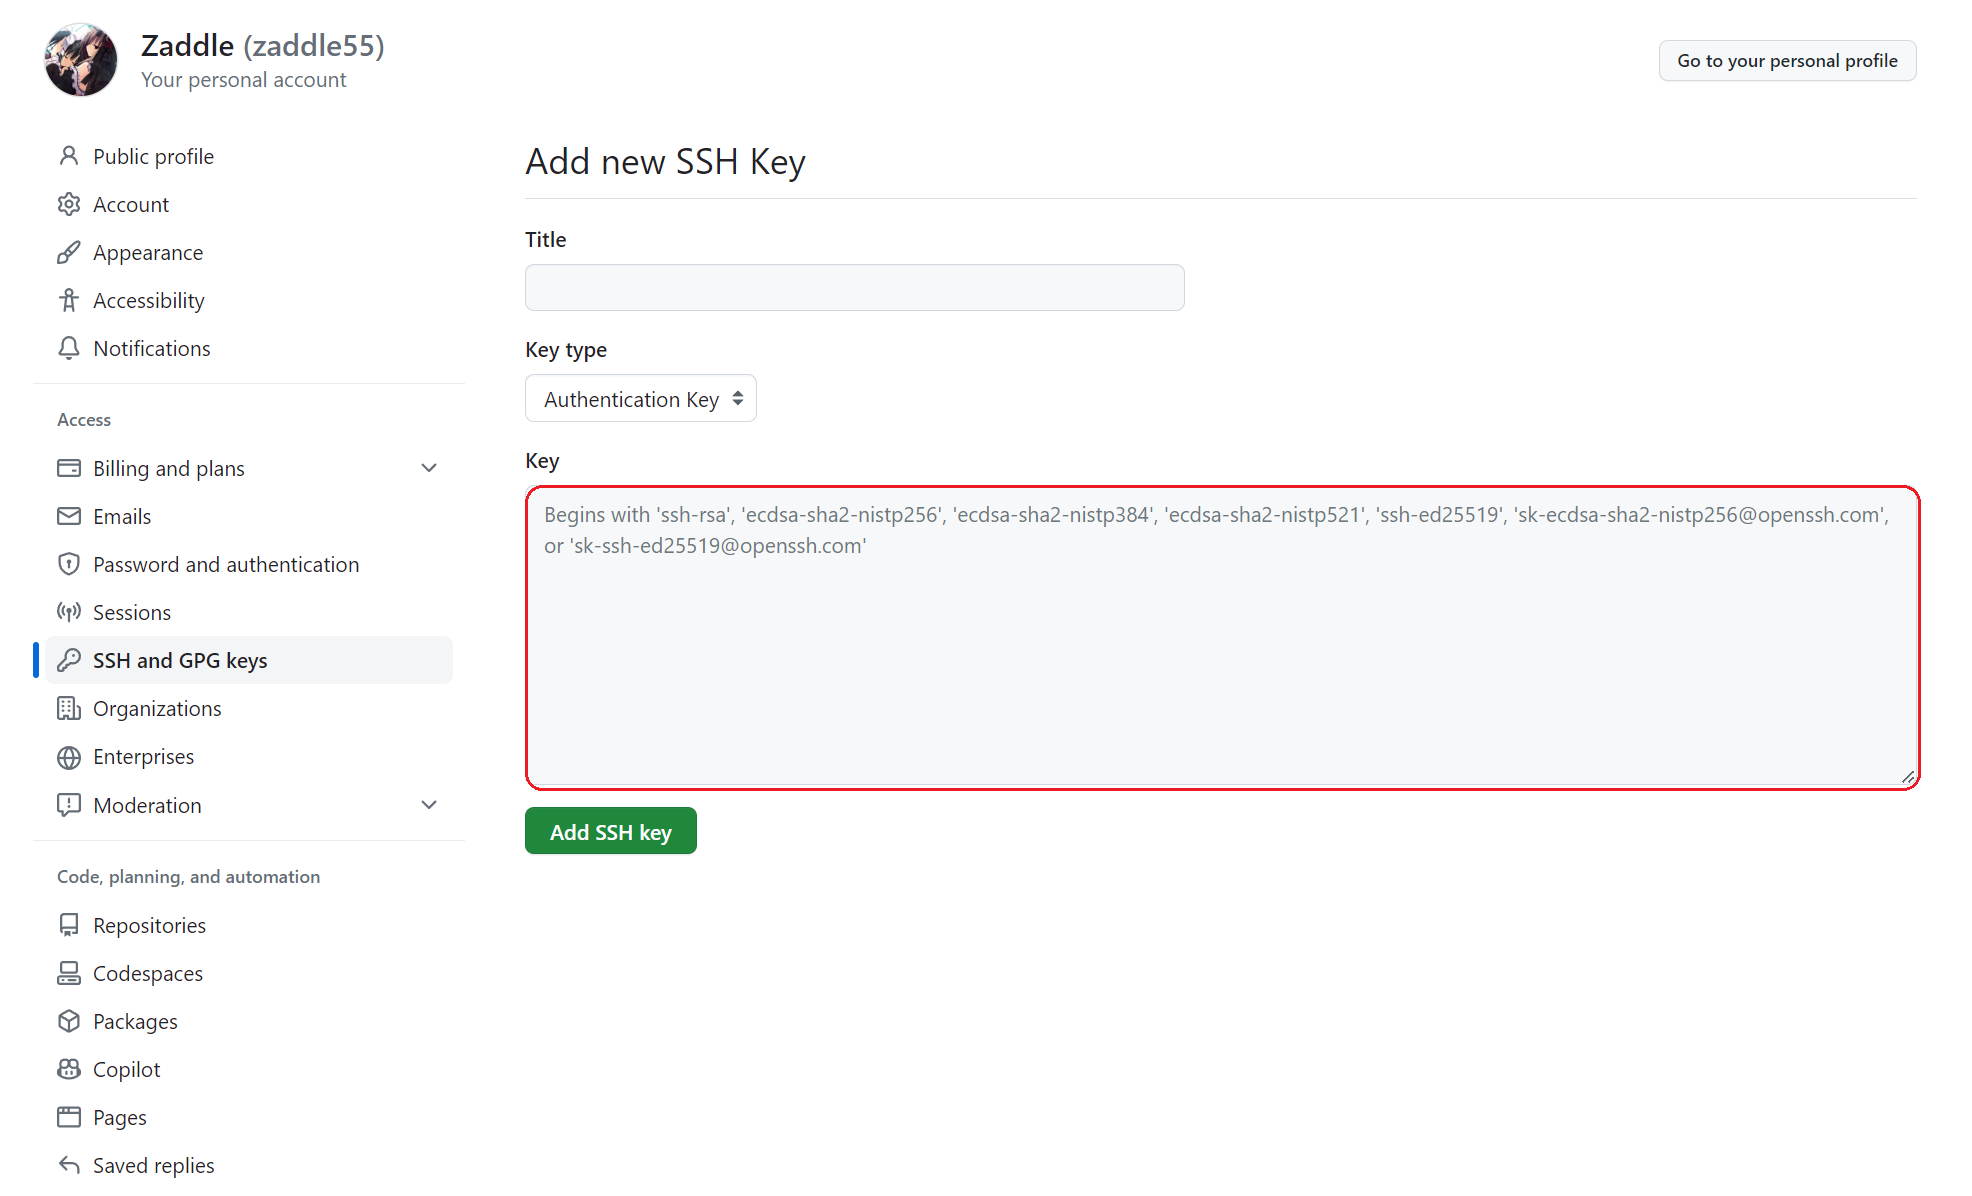 Zaddle (zaddle55)
Your personal account
Go to your personal profile
Public profile
Account
Appearance
Accessibility
Notifications
Access
Billing and plans
Emails
Password and authentication
Sessions
SSH and GPG keys
Organizations
Enterprises
Moderation
Code, planning, and automation
Repositories
Codespaces
Packages
Copilot
Pages
Saved replies
Add new SSH Key
Title
Key type
Authentication Key
Key
Begins with 'ssh-rsa', 'ecdsa-sha2-nistp256', 'ecdsa-sha2-nistp384', 'ecdsa-sha2-nistp521', 'ssh-ed25519', 'sk-ecdsa-sha2-nistp256@openssh.com',
or 'sk-ssh-ed25519@openssh.com'
Add SSH key